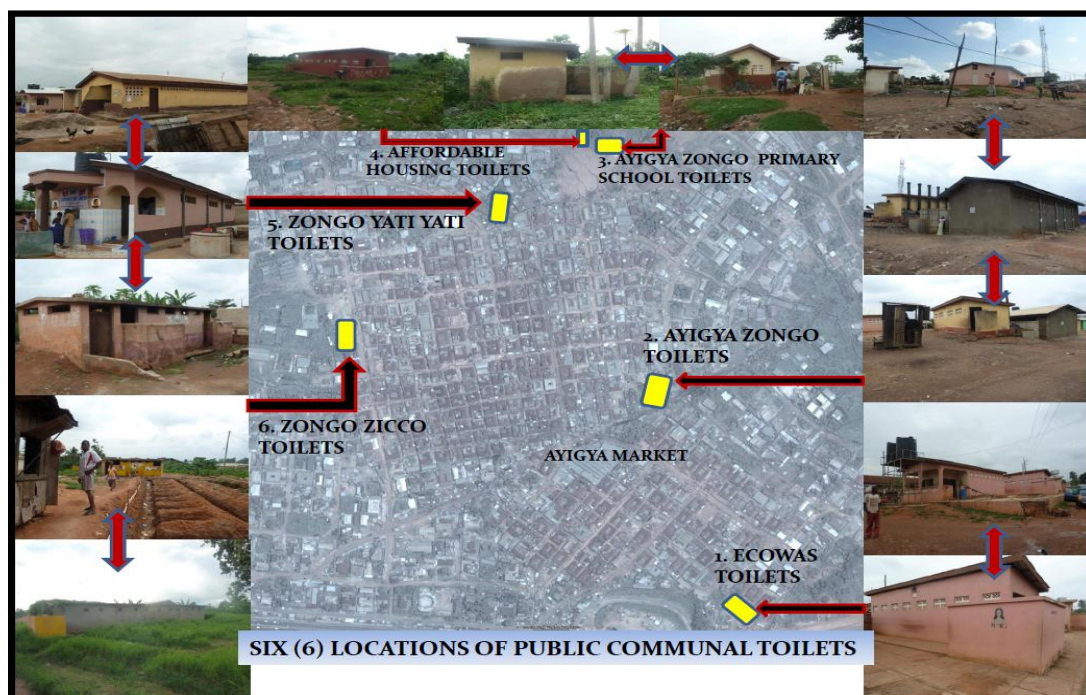 4. AFFORDABLE
HOUSING TOILETS
3. AYIGYA ZONGO PRIMARY
SCHOOL TOILETS
5. ZONGO YATI YATI
TOILETS
2. AYIGYA ZONGO
TOILETS
6. ZONGO ZICCO
TOILETS
AYIGYA MARKET
1. ECOWAS
TOILETS
SIX (6) LOCATIONS OF PUBLIC COMMUNAL TOILETS